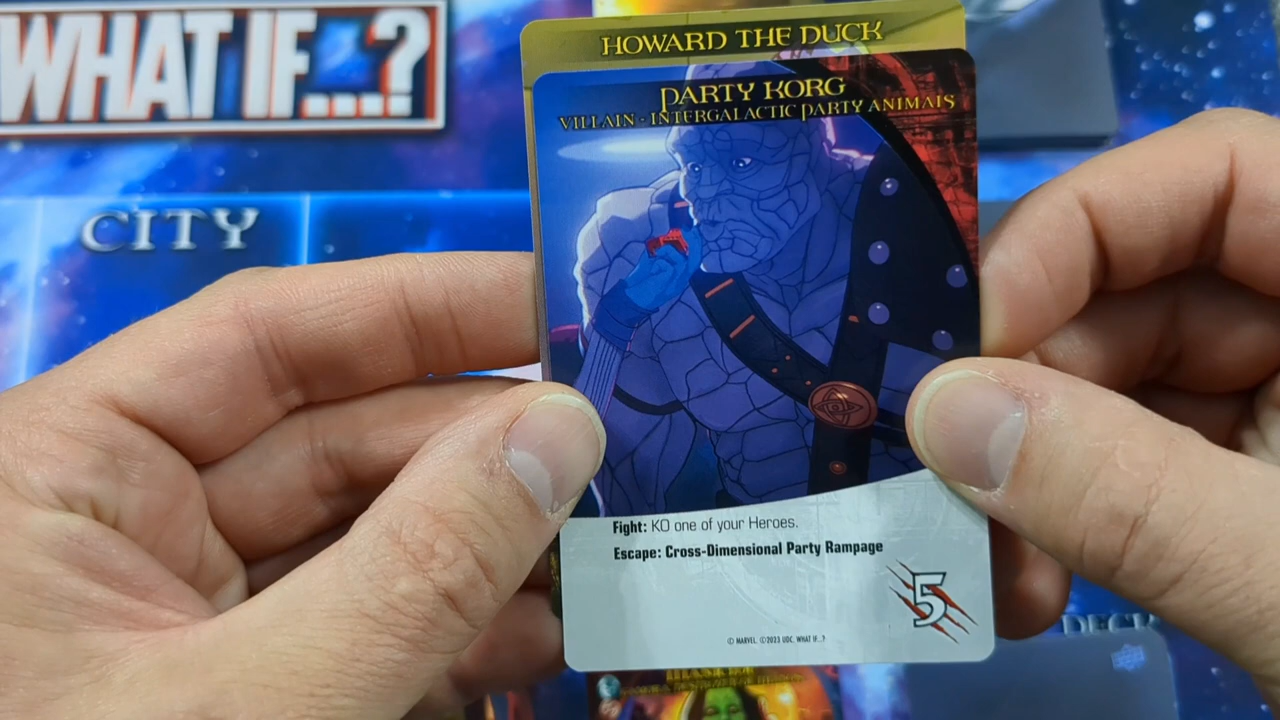 WHAT IF...?
CITY
HOWARD THE DUCK
PARTY KORG
VILLAIN - INTERGALACTIC PARTY ANIMALS
Fight: KO one of your Heroes.
Escape: Cross-Dimensional Party Rampage
5
© MARVEL. ©2023 UDC. WHAT IF...?